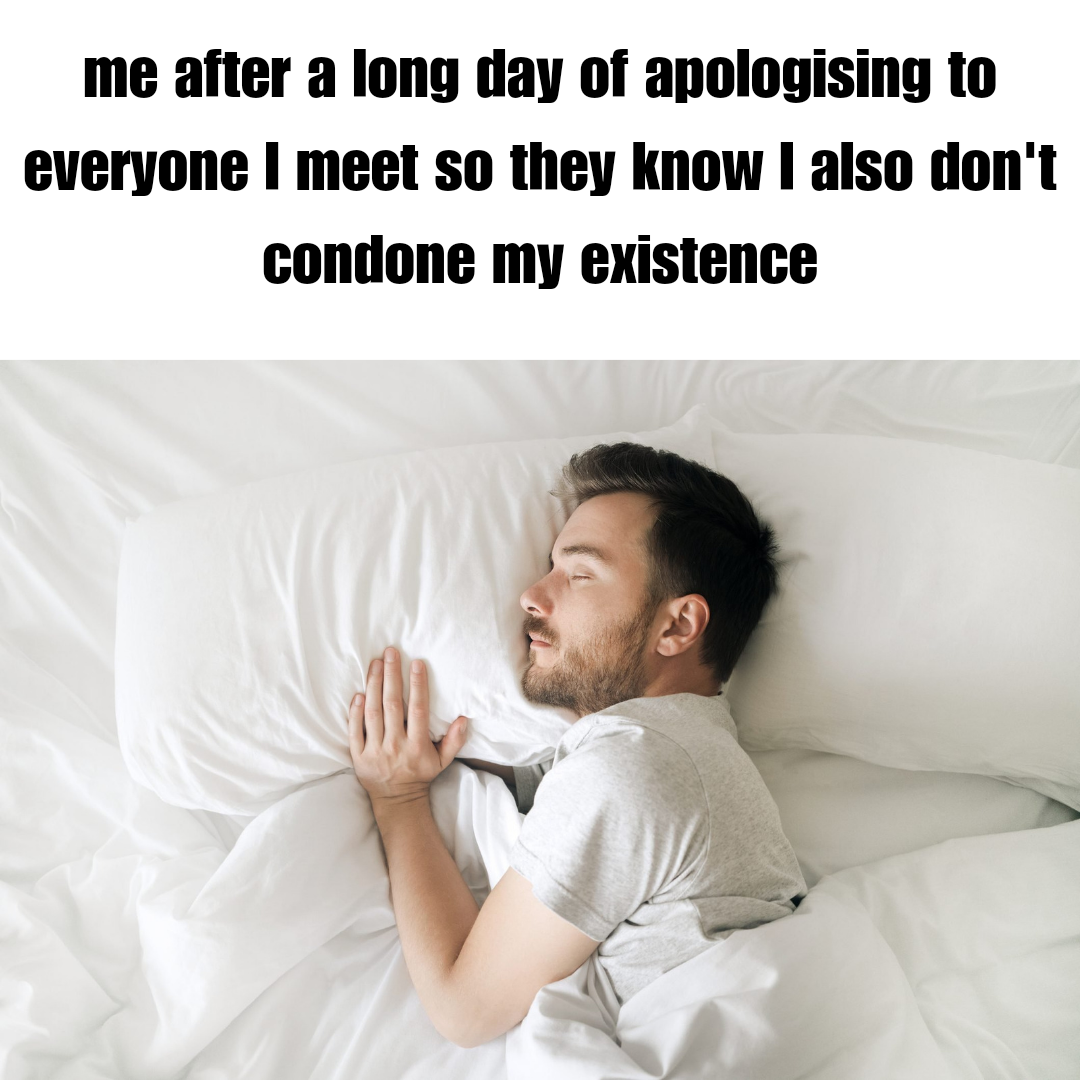 me after a long day of apologising to
everyone I meet so they know I also don't
condone my existence